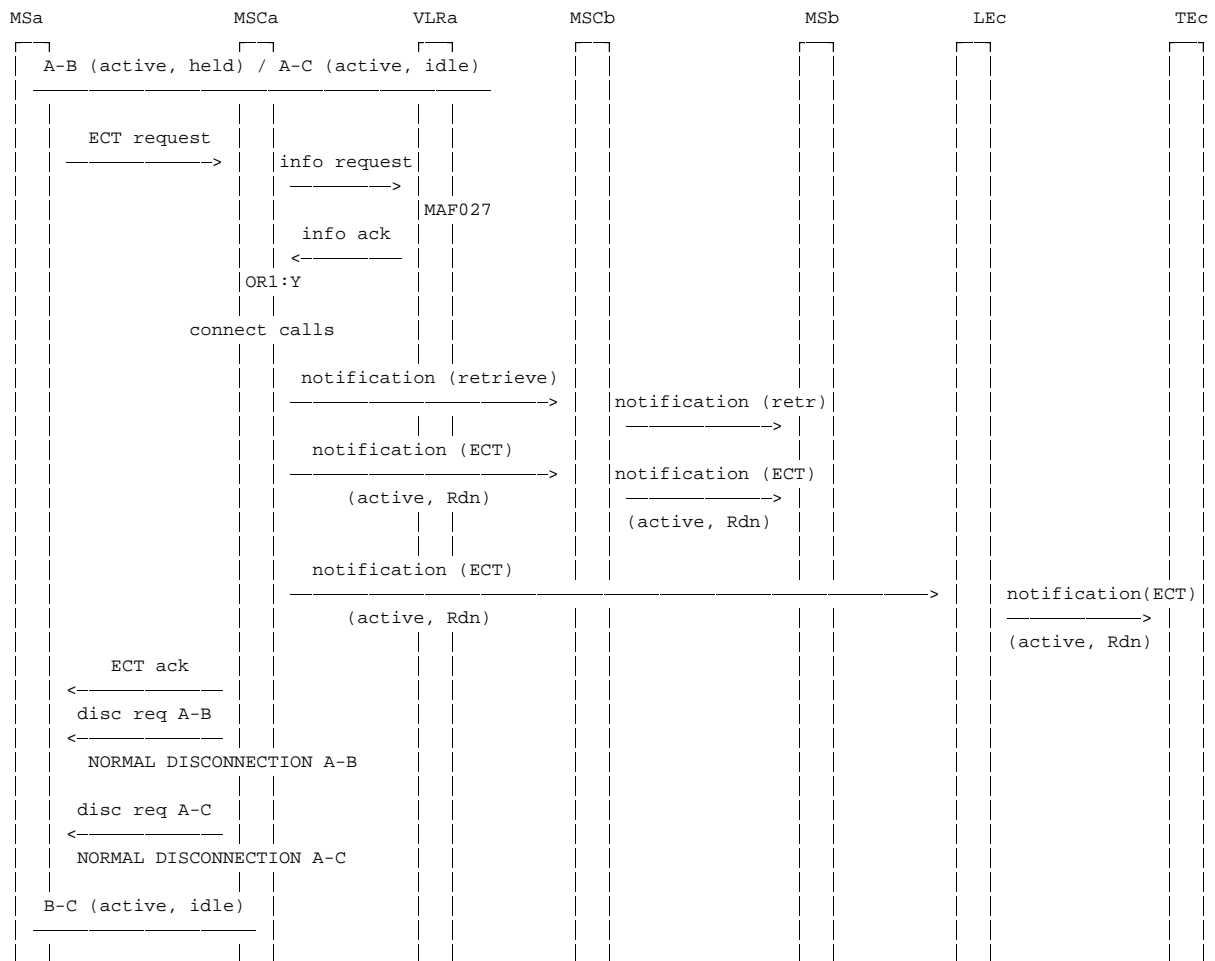 MSa MSCa VLRa MSCb MSb LEc TEc
A-B (active, held) / A-C (active, idle)
ECT request
info request
MAF027
info ack
OR1:Y
connect calls
notification (retrieve)
notification (retr)
notification (ECT)
notification (ECT)
(active, Rdn)
(active, Rdn)
notification (ECT)
notification(ECT)
(active, Rdn)
(active, Rdn)
ECT ack
disc req A-B
NORMAL DISCONNECTION A-B
disc req A-C
NORMAL DISCONNECTION A-C
B-C (active, idle)